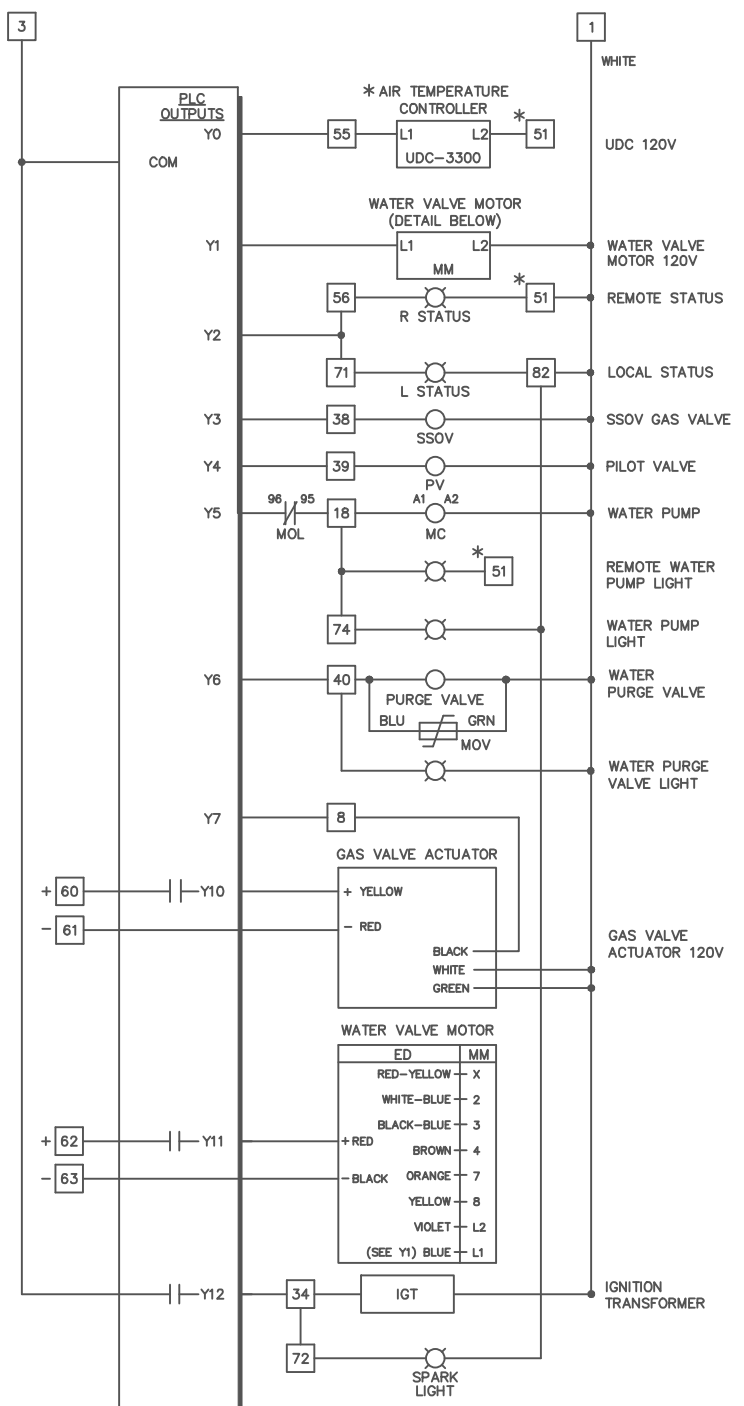 3
1
WHITE
PLC
OUTPUTS
* AIR TEMPERATURE
CONTROLLER
Y0
55
L1
L2
*
51
UDC-3300
UDC 120V
COM
WATER VALVE MOTOR
(DETAIL BELOW)
Y1
L1
L2
MM
WATER VALVE
MOTOR 120V
56
*
51
R STATUS
REMOTE STATUS
Y2
71
82
L STATUS
LOCAL STATUS
Y3
38
SSOV
SSOV GAS VALVE
Y4
39
PV
PILOT VALVE
Y5
96
95
MOL
18
A1
A2
MC
WATER PUMP
*
51
REMOTE WATER
PUMP LIGHT
74
WATER PUMP
LIGHT
Y6
40
PURGE VALVE
BLU
GRN
MOV
WATER
PURGE VALVE
WATER PURGE
VALVE LIGHT
Y7
8
GAS VALVE ACTUATOR
+ 60
Y10
+ YELLOW
- 61
- RED
BLACK
WHITE
GREEN
GAS VALVE
ACTUATOR 120V
WATER VALVE MOTOR
ED
MM
RED-YELLOW X
WHITE-BLUE 2
BLACK-BLUE 3
+ 62
Y11
+ RED
BROWN 4
- 63
- BLACK
ORANGE 7
YELLOW 8
VIOLET L2
(SEE Y1) BLUE L1
Y12
34
IGT
IGNITION
TRANSFORMER
72
SPARK
LIGHT